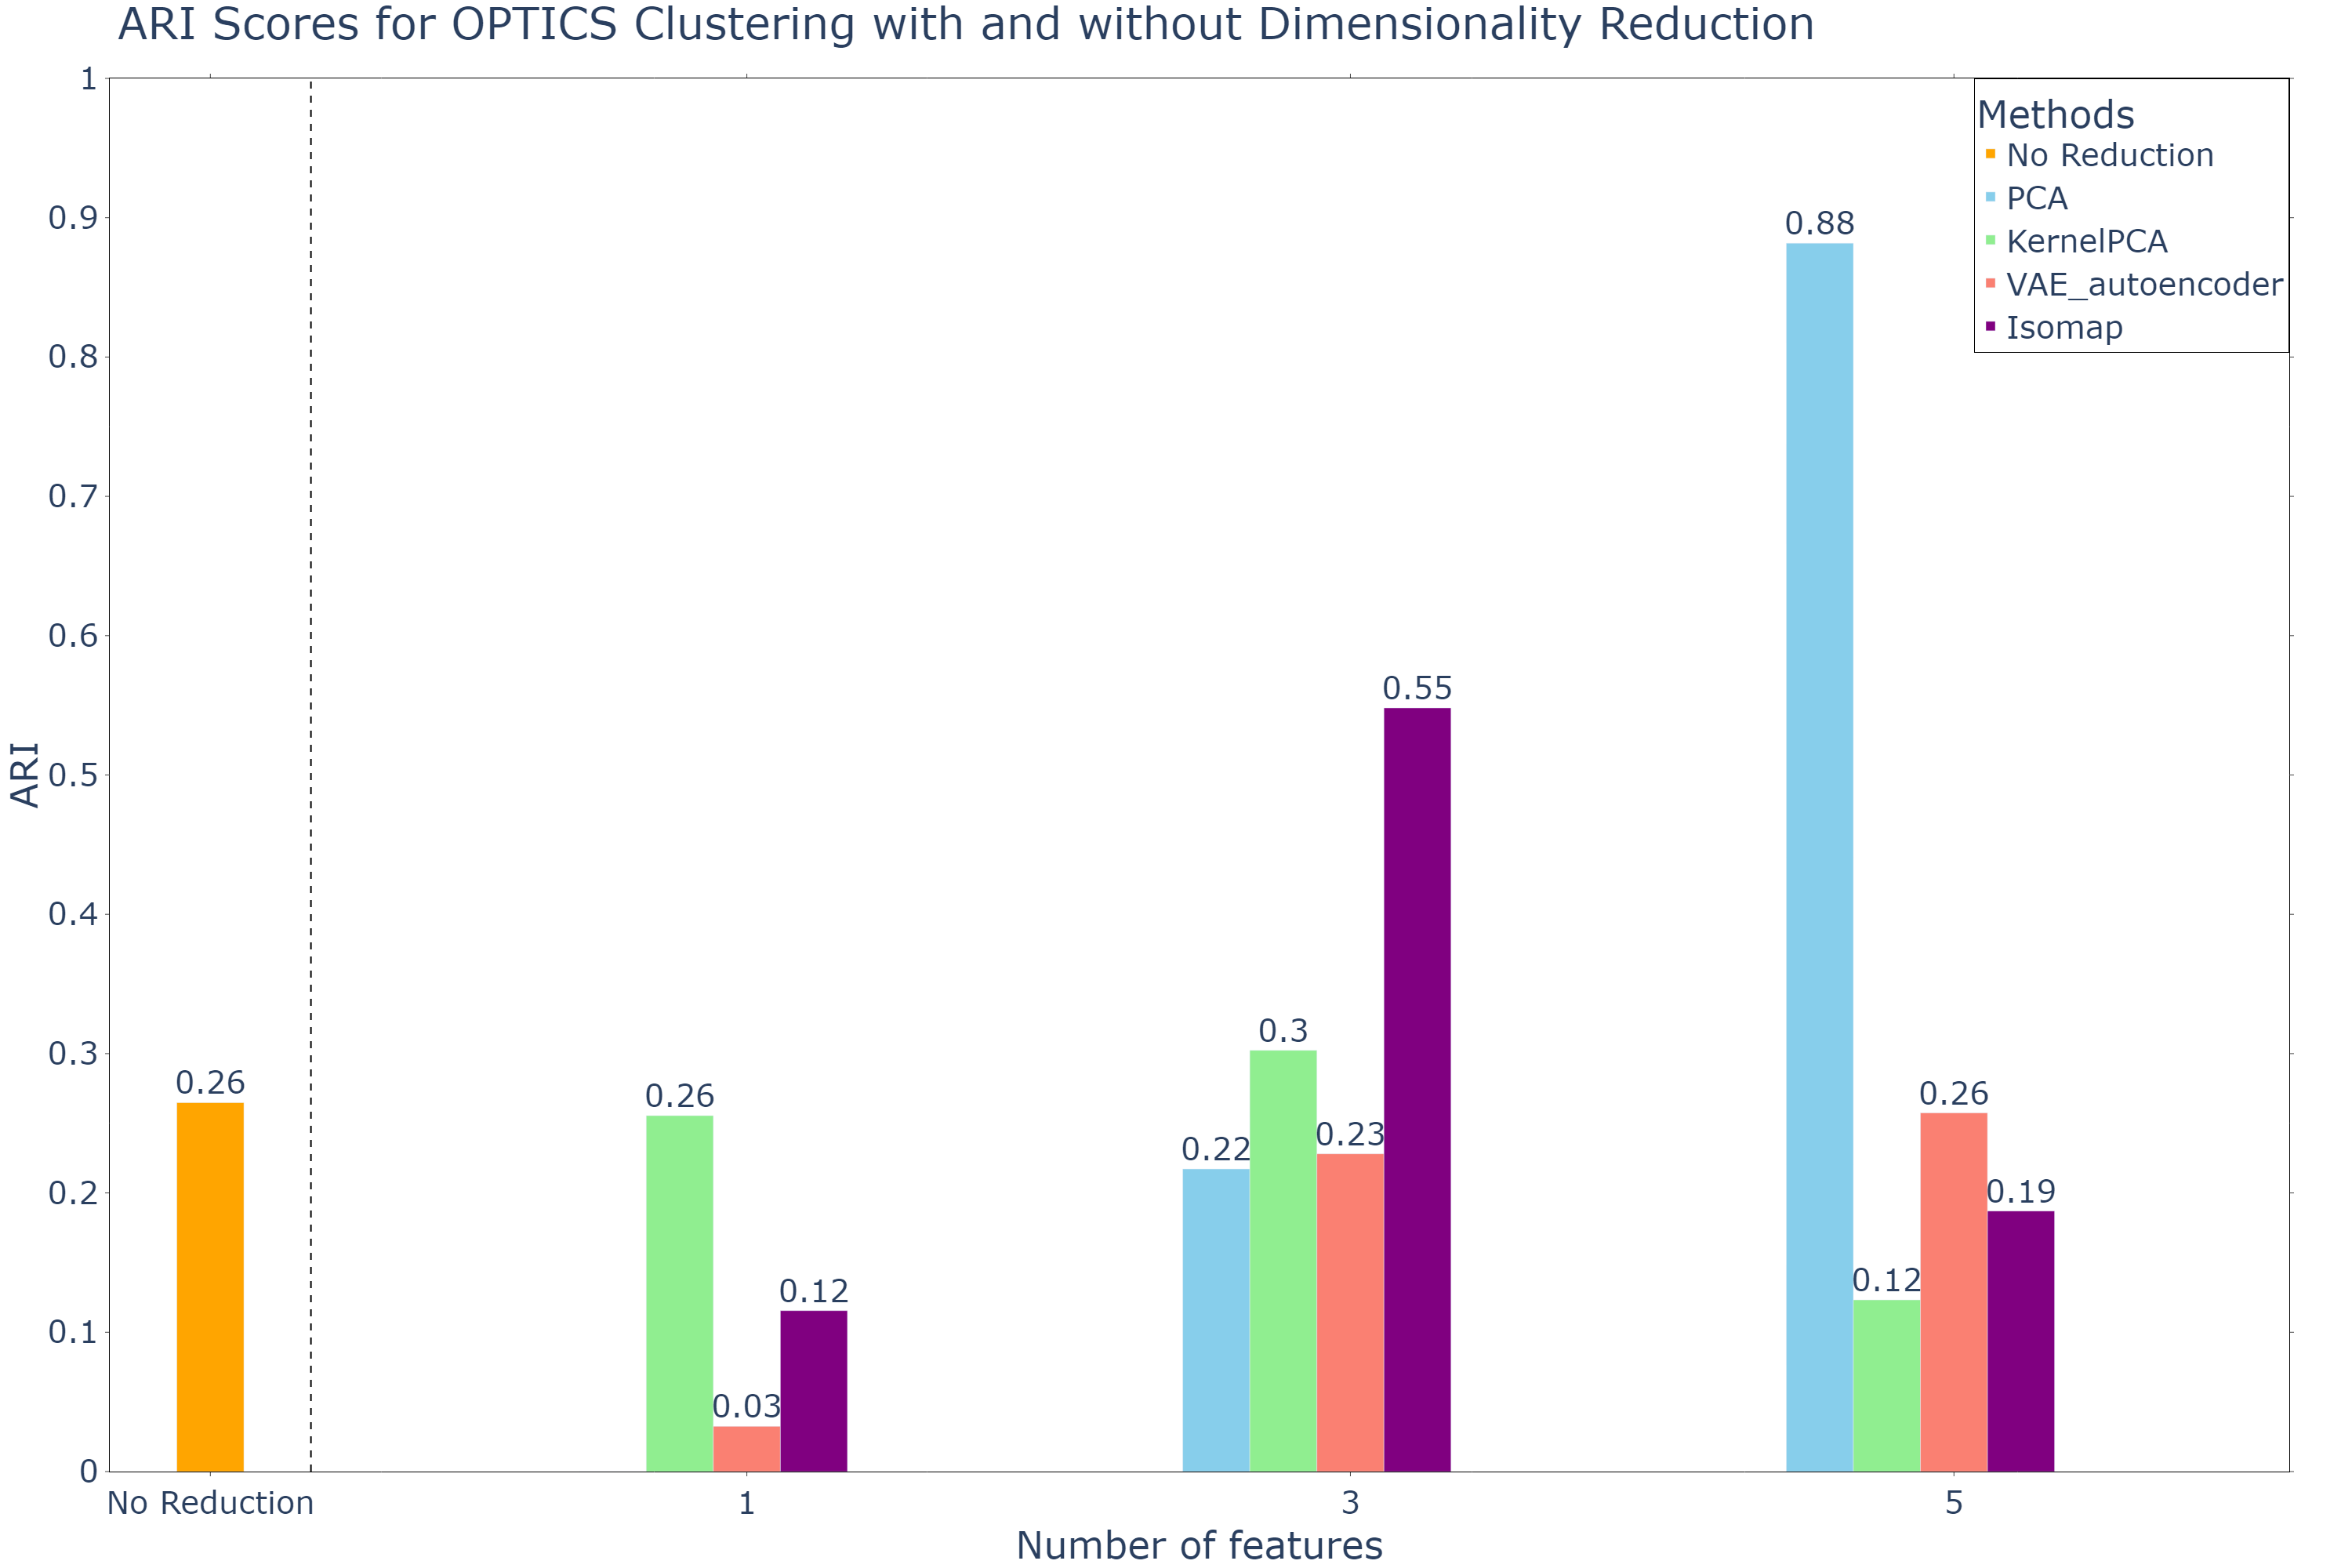 ARI Scores for OPTICS Clustering with and without Dimensionality Reduction
Methods
No Reduction
PCA
KernelPCA
VAE_autoencoder
Isomap
ARI
1
0.9
0.8
0.7
0.6
0.5
0.4
0.3
0.2
0.1
0
0.26
0.26
0.03
0.12
0.22
0.3
0.23
0.55
0.88
0.12
0.26
0.19
No Reduction
1
3
5
Number of features